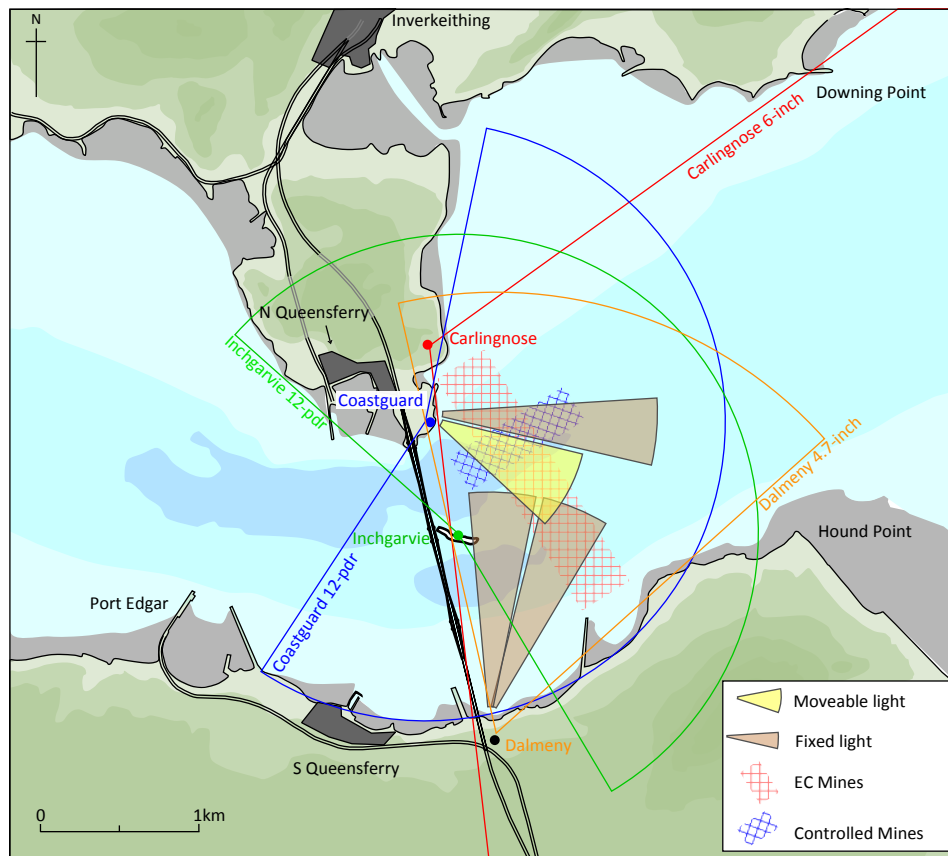 N
Inverkeithing
Downing Point
Carlingnose 6-inch
N Queensferry
Carlingnose
Inchgarvie 12-pdr
Coastguard
Dalmeny 4.7-inch
Inchgarvie
Hound Point
Coastguard 12-pdr
Port Edgar
Dalmeny
S Queensferry
0
1km
Moveable light
Fixed light
EC Mines
Controlled Mines